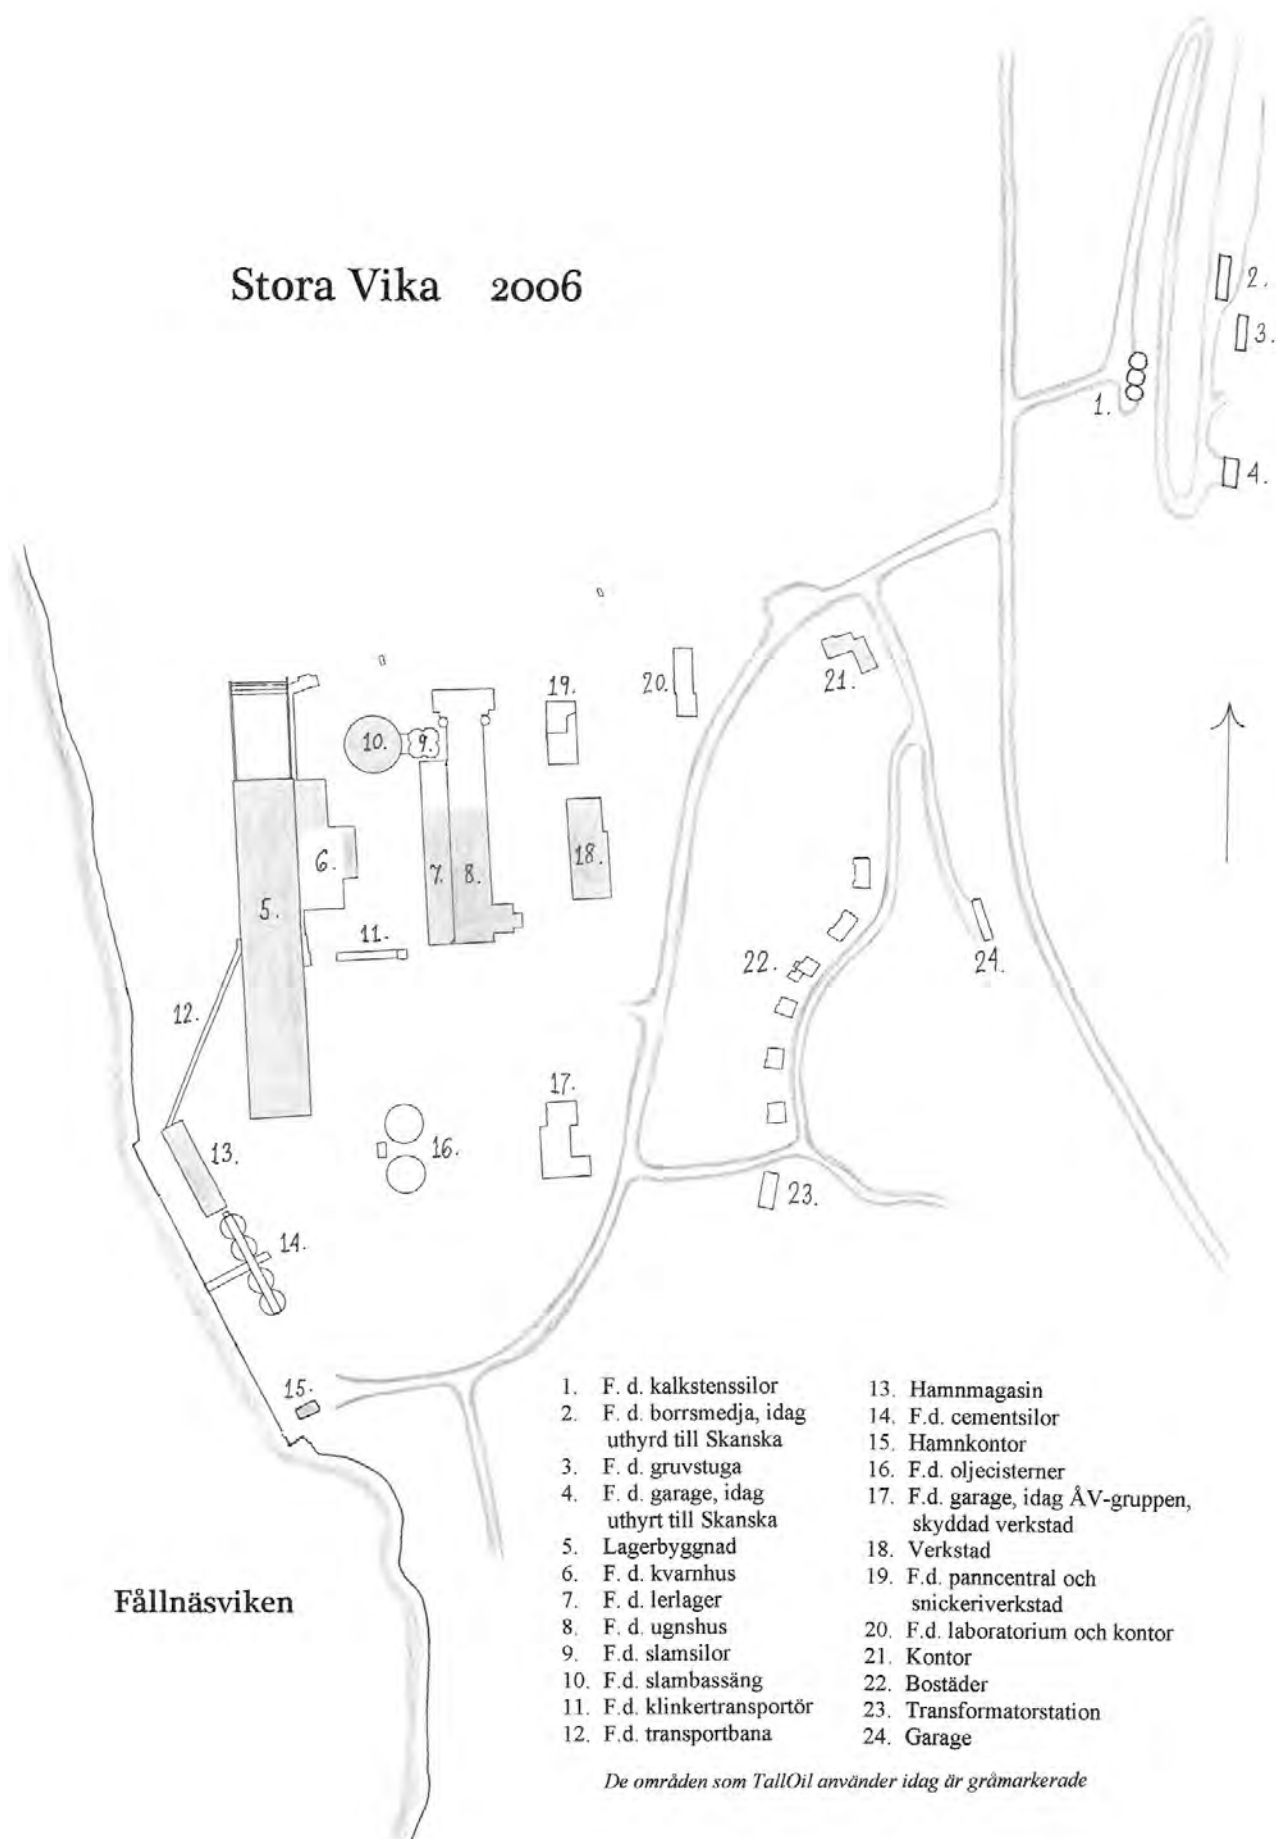 Stora Vika 2006
2.
3.
1.
4.
19.
20.
21.
10.
9.
6.
7.
8.
18.
5.
11.
22.
24.
12.
17.
13.
16.
23.
14.
15.
Fållnäsviken
1. F. d. kalkstenssilor
2. F. d. borrsmedja, idag
uthyrd till Skanska
3. F. d. gruvstuga
4. F. d. garage, idag
uthyrt till Skanska
5. Lagerbyggnad
6. F. d. kvarnhus
7. F. d. lerlager
8. F. d. ugnshus
9. F.d. slamsilor
10. F.d. slambassäng
11. F.d. klinkertransportör
12. F.d. transportbana
13. Hamnmagasin
14. F.d. cementsilor
15. Hamnkontor
16. F.d. oljecisterner
17. F.d. garage, idag ÅV-gruppen,
skyddad verkstad
18. Verkstad
19. F.d. panncentral och
snickeriverkstad
20. F.d. laboratorium och kontor
21. Kontor
22. Bostäder
23. Transformatorstation
24. Garage
De områden som TallOil använder idag är gråmarkerade